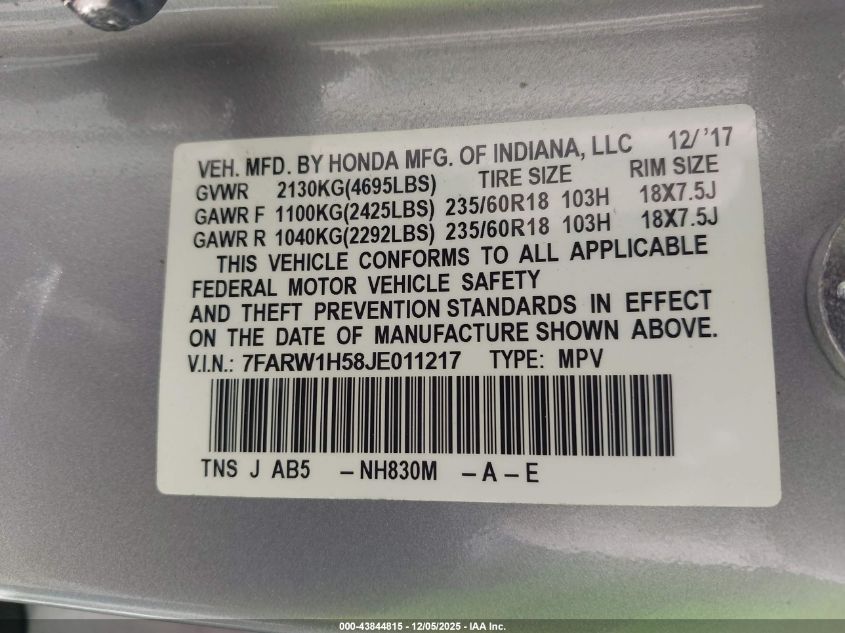 VEH. MFD. BY HONDA MFG. OF INDIANA, LLC 12/ '17
GVWR 2130KG(4695LBS) TIRE SIZE RIM SIZE
GAWR F 1100KG(2425LBS) 235/60R18 103H 18X7.5J
GAWR R 1040KG(2292LBS) 235/60R18 103H 18X7.5J
THIS VEHICLE CONFORMS TO ALL APPLICABLE
FEDERAL MOTOR VEHICLE SAFETY
AND THEFT PREVENTION STANDARDS IN EFFECT
ON THE DATE OF MANUFACTURE SHOWN ABOVE.
V.I.N.: 7FARW1H58JE011217 TYPE: MPV
TNS J AB5 –NH830M –A–E
000-43844815 - 12/05/2025 - IAA Inc.